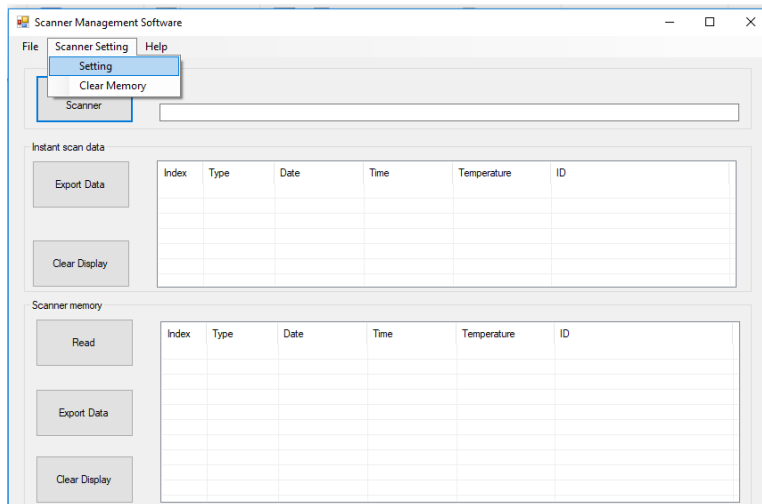 Scanner Management Software
File Scanner Setting Help
Setting
Clear Memory
Scanner
Instant scan data
Export Data
Index Type Date Time Temperature ID
Clear Display
Scanner memory
Read
Index Type Date Time Temperature ID
Export Data
Clear Display